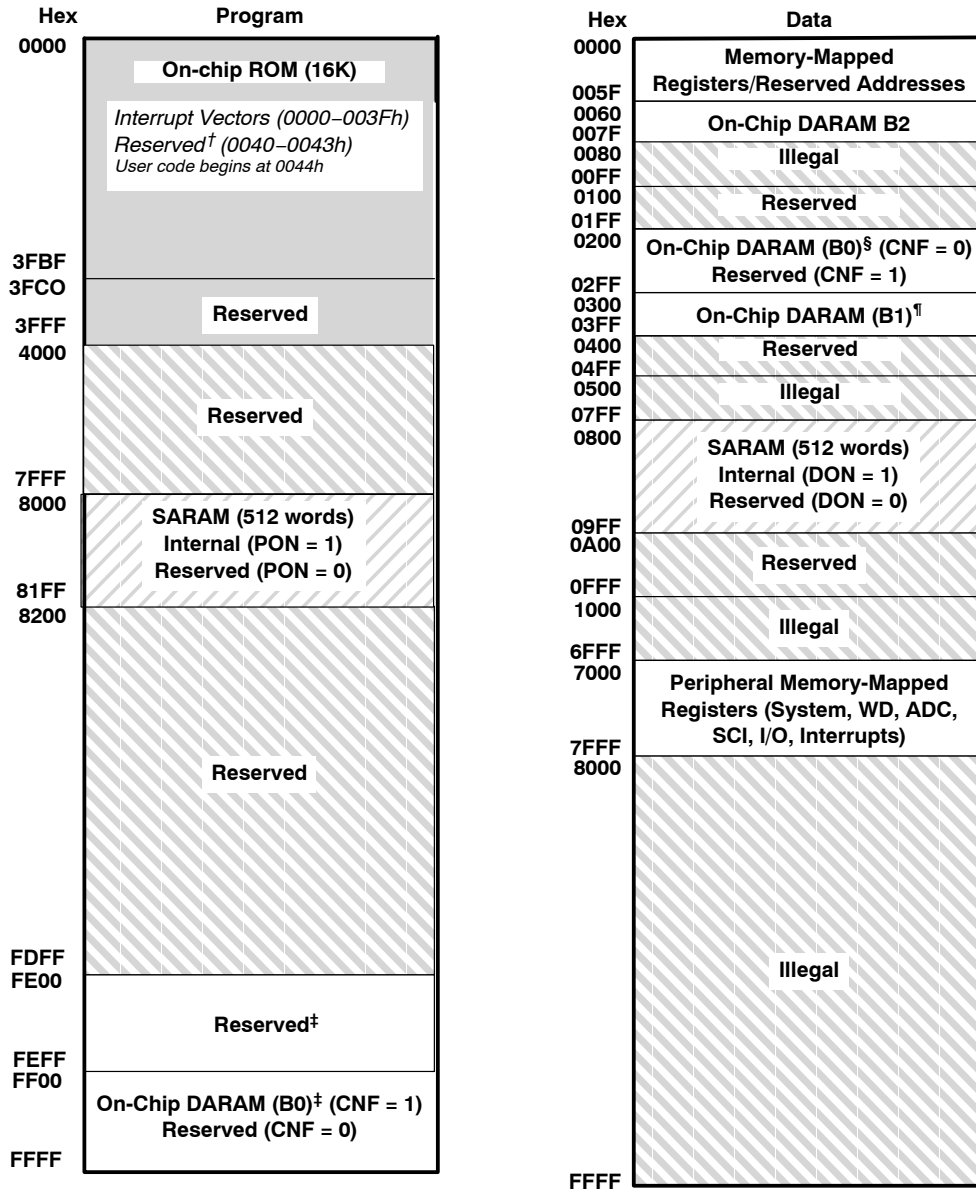 Hex
Program
0000
On-chip ROM (16K)
Interrupt Vectors (0000−003Fh)
Reserved† (0040−0043h)
User code begins at 0044h
3FBF
3FCO
Reserved
3FFF
4000
Reserved
7FFF
8000
SARAM (512 words)
Internal (PON = 1)
Reserved (PON = 0)
81FF
8200
Reserved
FDFF
FE00
Reserved‡
FEFF
FF00
On-Chip DARAM (B0)‡ (CNF = 1)
Reserved (CNF = 0)
FFFF
Hex
Data
0000
Memory-Mapped
Registers/Reserved Addresses
005F
0060
On-Chip DARAM B2
007F
0080
Illegal
00FF
0100
Reserved
01FF
0200
On-Chip DARAM (B0)§ (CNF = 0)
Reserved (CNF = 1)
02FF
0300
On-Chip DARAM (B1)¶
03FF
0400
Reserved
04FF
0500
Illegal
07FF
0800
SARAM (512 words)
Internal (DON = 1)
Reserved (DON = 0)
09FF
0A00
Reserved
0FFF
1000
Illegal
6FFF
7000
Peripheral Memory-Mapped
Registers (System, WD, ADC,
SCI, I/O, Interrupts)
7FFF
8000
Illegal
FFFF